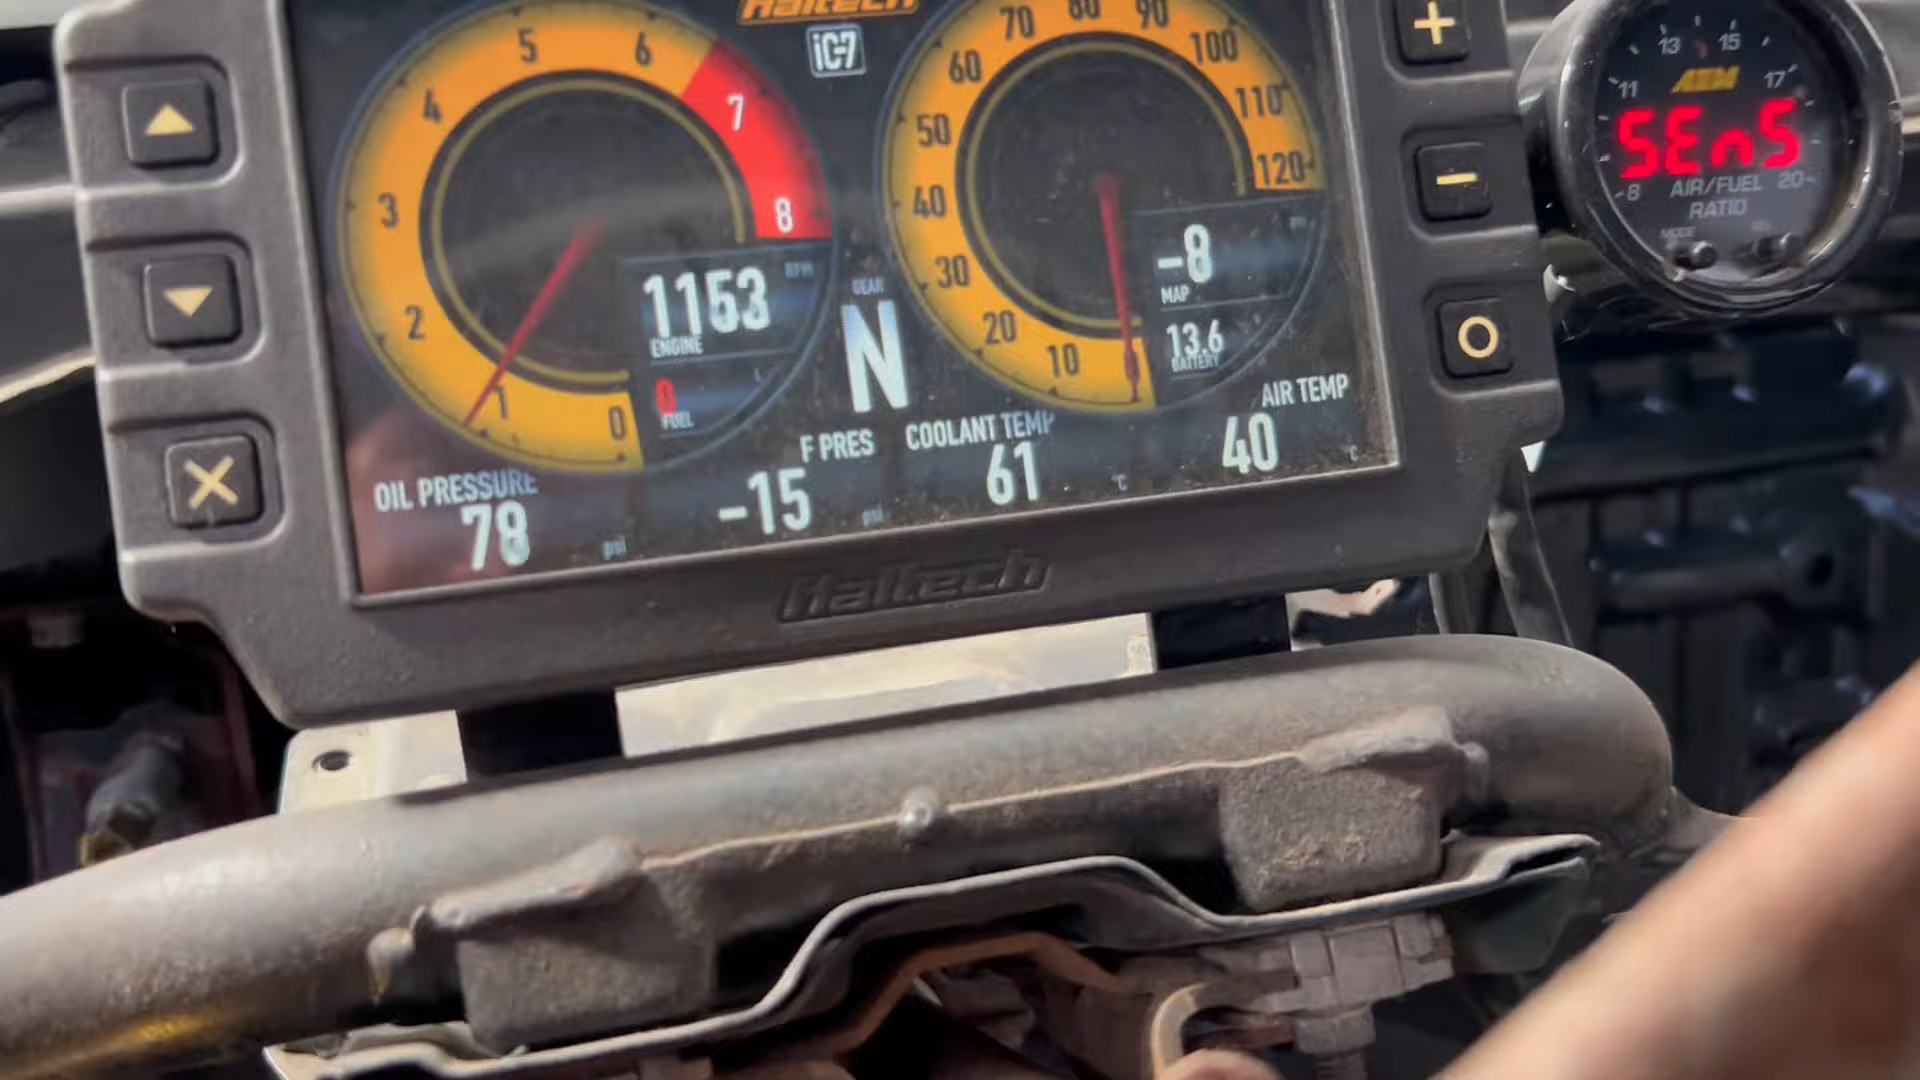 Haltech
iC-7
0 1 2 3 4 5 6 7 8
1153
RPM
ENGINE
0
L
FUEL
GEAR
N
10 20 30 40 50 60 70 80 90 100 110 120
-8
MAP
13.6
BATTERY
OIL PRESSURE
78
psi
F PRES
-15
psi
COOLANT TEMP
61
°C
AIR TEMP
40
°C
Haltech
+
-
8 11 13 15 17 20
AEM
SEnS
AIR/FUEL
RATIO
MODE